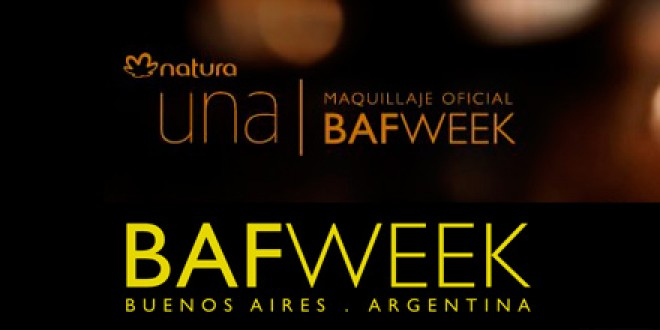 natura
una
MAQUILLAJE OFICIAL
BAFWEEK
BAFWEEK
BUENOS AIRES . ARGENTINA